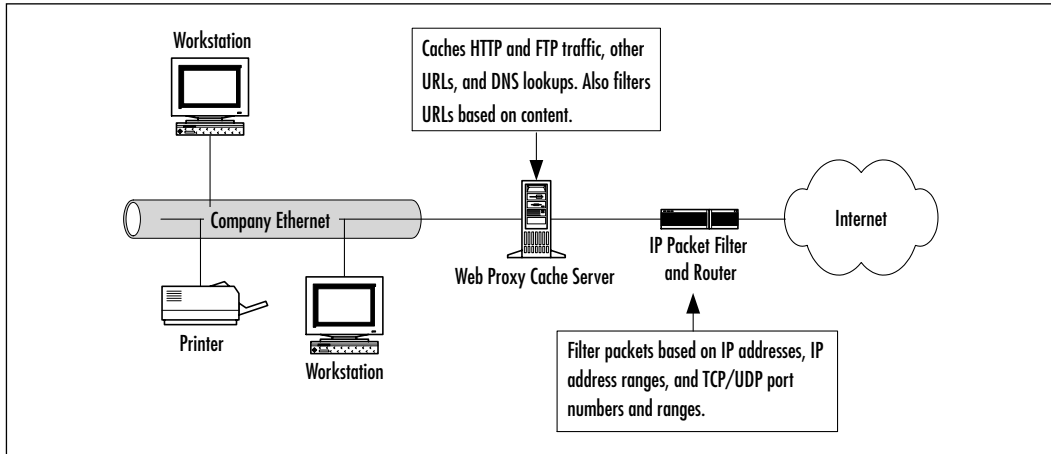 Workstation
Caches HTTP and FTP traffic, other
URLs, and DNS lookups. Also filters
URLs based on content.
Company Ethernet
Internet
Web Proxy Cache Server
IP Packet Filter
and Router
Printer
Workstation
Filter packets based on IP addresses, IP
address ranges, and TCP/UDP port
numbers and ranges.